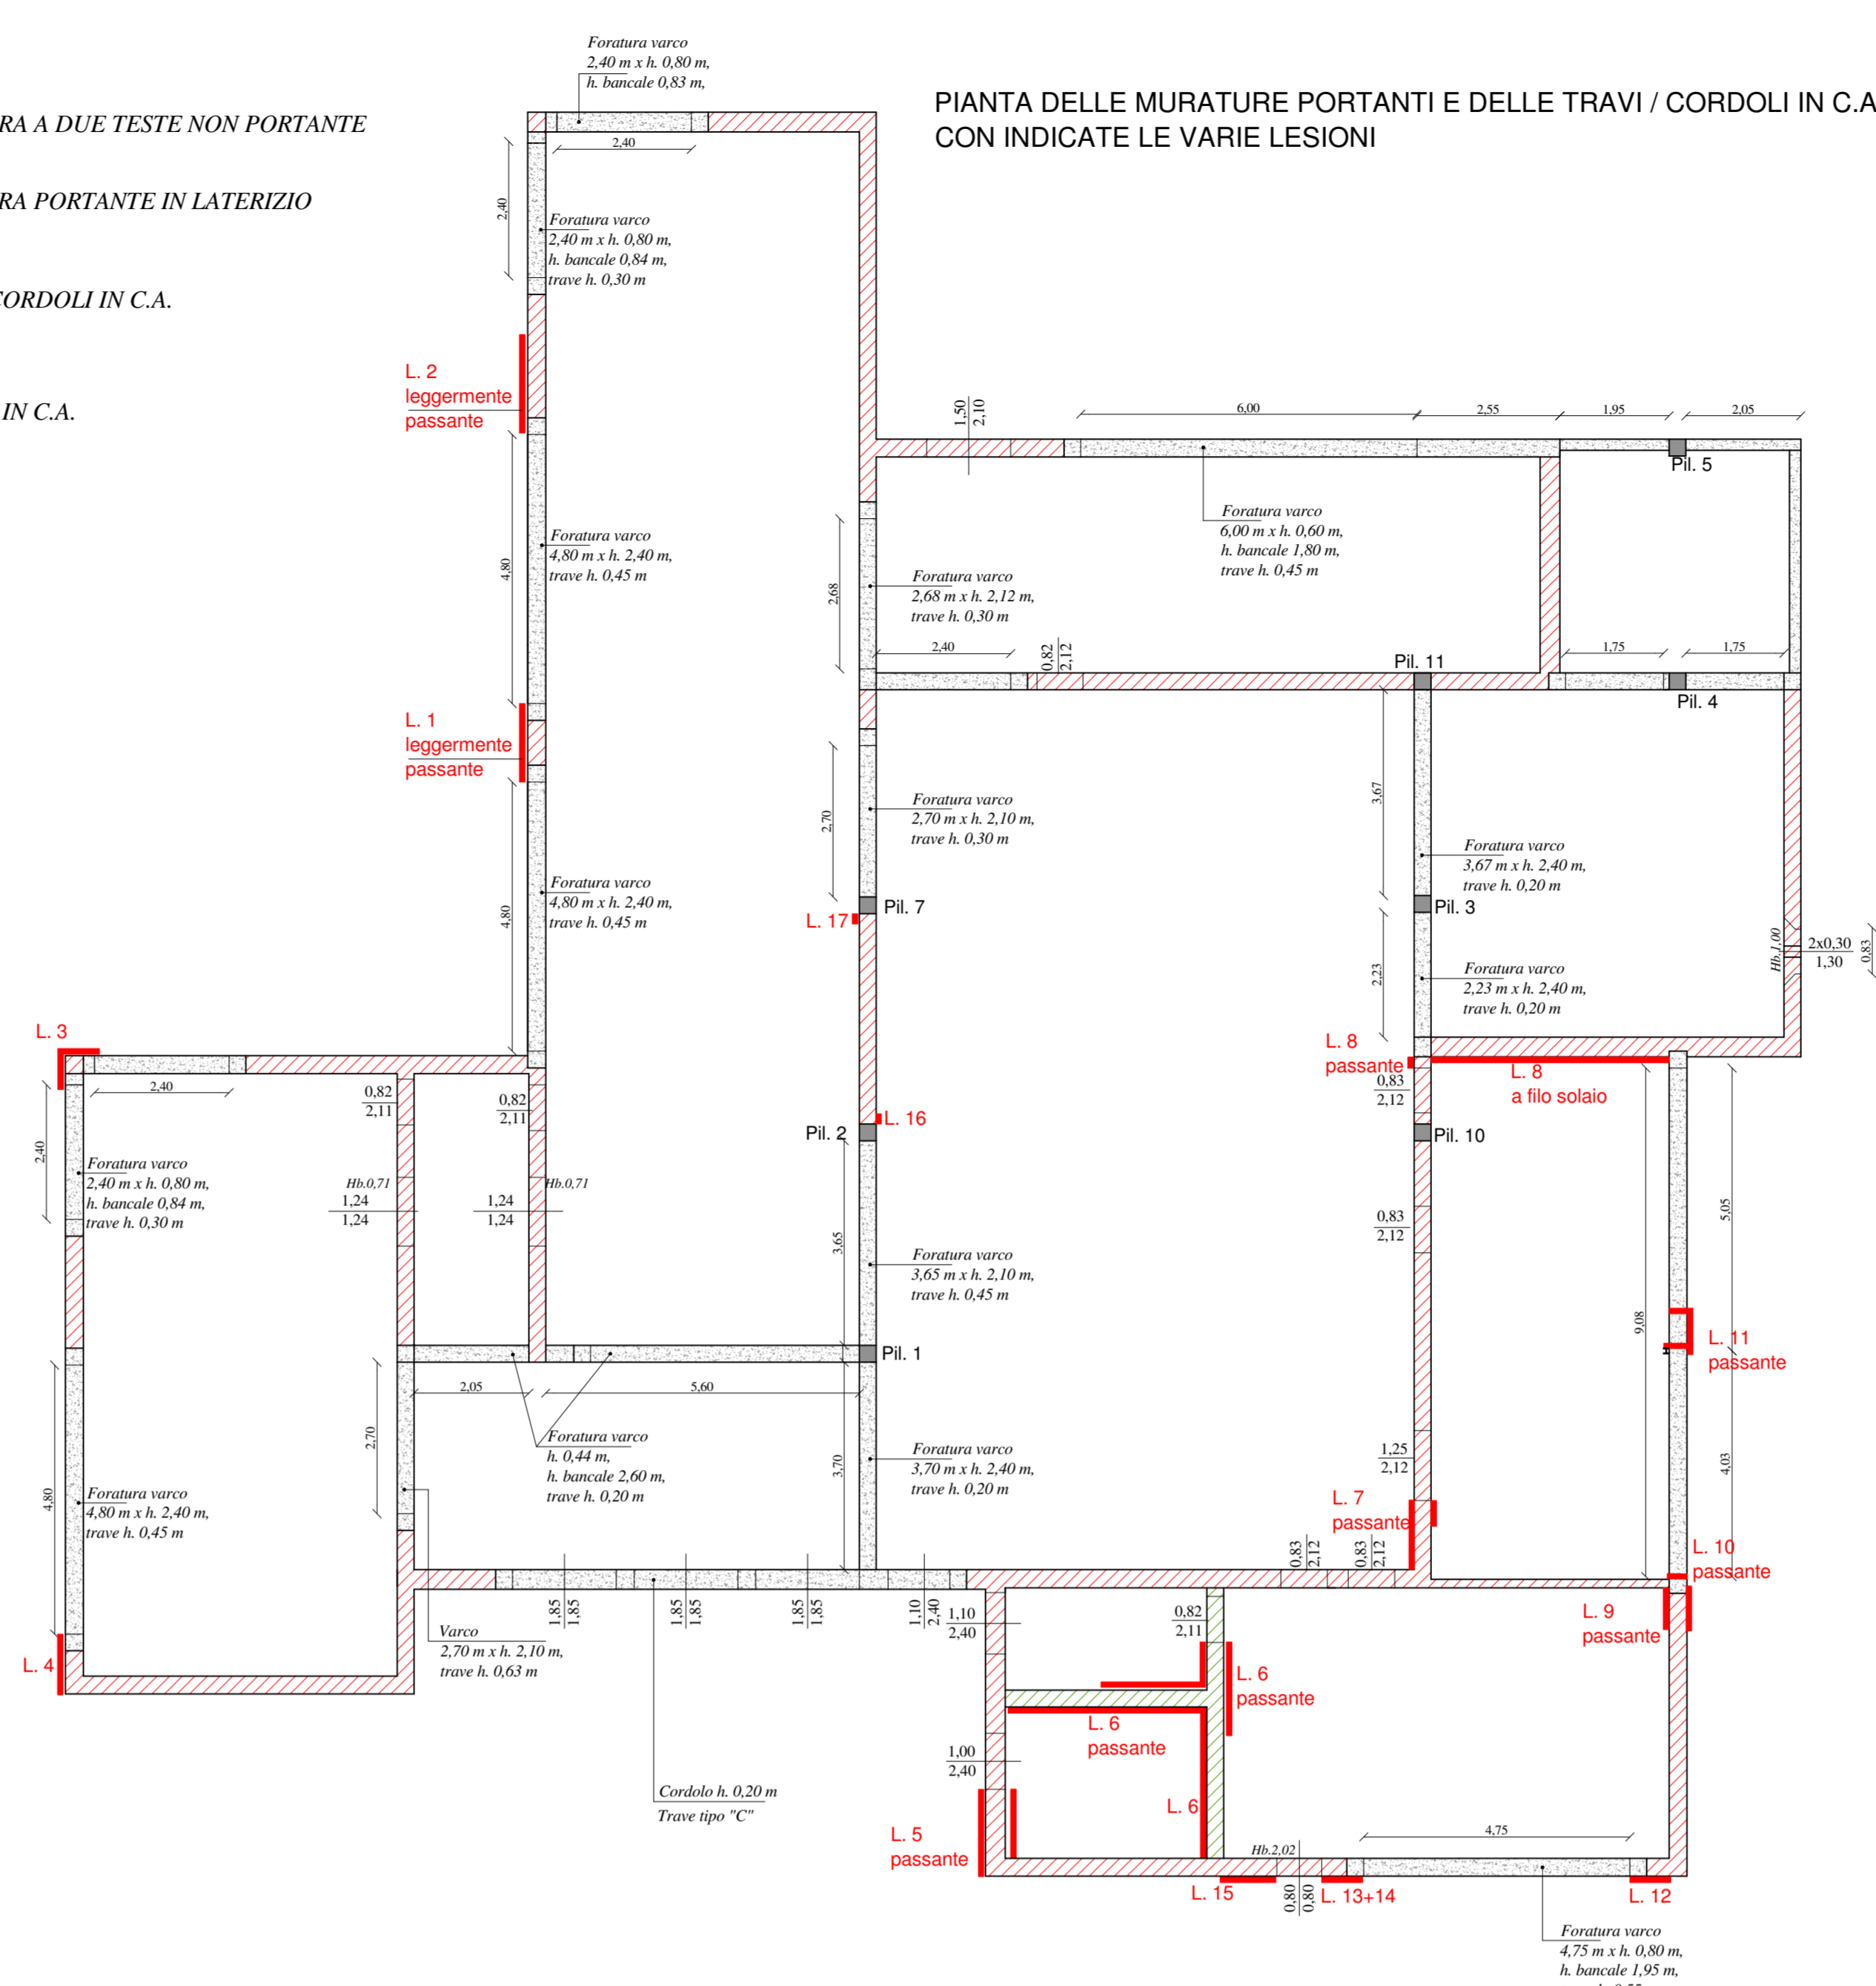 Foratura varco
2,40 m x h. 0,80 m,
h. bancale 0,83 m,
PIANTA DELLE MURATURE PORTANTI E DELLE TRAVI / CORDOLI IN C.A
CON INDICATE LE VARIE LESIONI
RA A DUE TESTE NON PORTANTE
RA PORTANTE IN LATERIZIO
CORDOLI IN C.A.
IN C.A.
2,40
2,40
Foratura varco
2,40 m x h. 0,80 m,
h. bancale 0,84 m,
trave h. 0,30 m
L. 2
leggermente
passante
1,50
2,10
6,00
2,55
1,95
2,05
Pil. 5
Foratura varco
6,00 m x h. 0,60 m,
h. bancale 1,80 m,
trave h. 0,45 m
4,80
Foratura varco
4,80 m x h. 2,40 m,
trave h. 0,45 m
2,68
Foratura varco
2,68 m x h. 2,12 m,
trave h. 0,30 m
2,40
0,82
2,12
Pil. 11
1,75
1,75
Pil. 4
L. 1
leggermente
passante
2,70
Foratura varco
2,70 m x h. 2,10 m,
trave h. 0,30 m
3,67
Foratura varco
3,67 m x h. 2,40 m,
trave h. 0,20 m
4,80
Foratura varco
4,80 m x h. 2,40 m,
trave h. 0,45 m
L. 17
Pil. 7
Pil. 3
2,23
Foratura varco
2,23 m x h. 2,40 m,
trave h. 0,20 m
Hb.1,00
2x0,30
1,30
0,83
L. 3
L. 8
passante
L. 8
a filo solaio
2,40
0,82
2,11
0,82
2,11
0,83
2,12
2,40
Pil. 2
L. 16
Pil. 10
Foratura varco
2,40 m x h. 0,80 m,
h. bancale 0,84 m,
trave h. 0,30 m
Hb.0,71
1,24
1,24
Hb.0,71
1,24
1,24
0,83
2,12
5,05
3,65
Foratura varco
3,65 m x h. 2,10 m,
trave h. 0,45 m
9,08
L. 11
passante
Pil. 1
2,05
5,60
2,70
Foratura varco
h. 0,44 m,
h. bancale 2,60 m,
trave h. 0,20 m
3,70
Foratura varco
3,70 m x h. 2,40 m,
trave h. 0,20 m
1,25
2,12
4,03
4,80
Foratura varco
4,80 m x h. 2,40 m,
trave h. 0,45 m
L. 7
passante
0,83
2,12
0,83
2,12
L. 10
passante
1,85
1,85
1,85
1,85
1,85
1,85
1,10
2,40
1,10
2,40
0,82
2,11
L. 9
passante
L. 4
Varco
2,70 m x h. 2,10 m,
trave h. 0,63 m
L. 6
passante
L. 6
passante
1,00
2,40
Cordolo h. 0,20 m
Trave tipo "C"
L. 6
L. 5
passante
4,75
Hb.2,02
L. 15
0,80
0,80
L. 13+14
L. 12
Foratura varco
4,75 m x h. 0,80 m,
h. bancale 1,95 m,